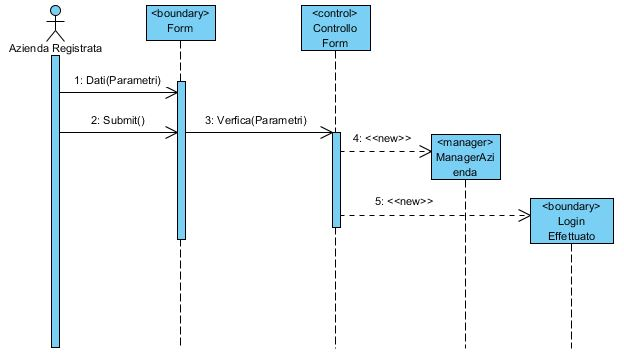 <boundary>
Form
<control>
Controllo
Form
Azienda Registrata
1: Dati(Parametri)
2: Submit()
3: Verfica(Parametri)
4: <<new>>
<manager>
ManagerAzi
enda
5: <<new>>
<boundary>
Login
Effettuato